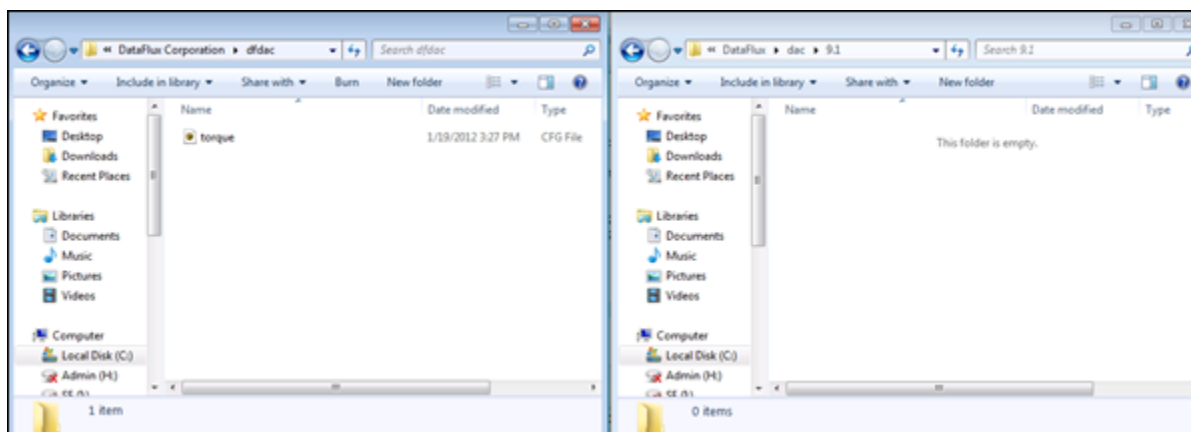 « DataFlux Corporation ▸ dfdac
Search dfdac
Organize
Include in library
Share with
Burn
New folder
Favorites
Desktop
Downloads
Recent Places
Libraries
Documents
Music
Pictures
Videos
Computer
Local Disk (C:)
Admin (H:)
Name
Date modified
Type
torque
1/19/2012 3:27 PM
CFG File
1 item
« DataFlux ▸ dac ▸ 9.1
Search 9.1
Organize
Include in library
Share with
New folder
Favorites
Desktop
Downloads
Recent Places
Libraries
Documents
Music
Pictures
Videos
Computer
Local Disk (C:)
Admin (H:)
Name
Date modified
Type
This folder is empty.
0 items